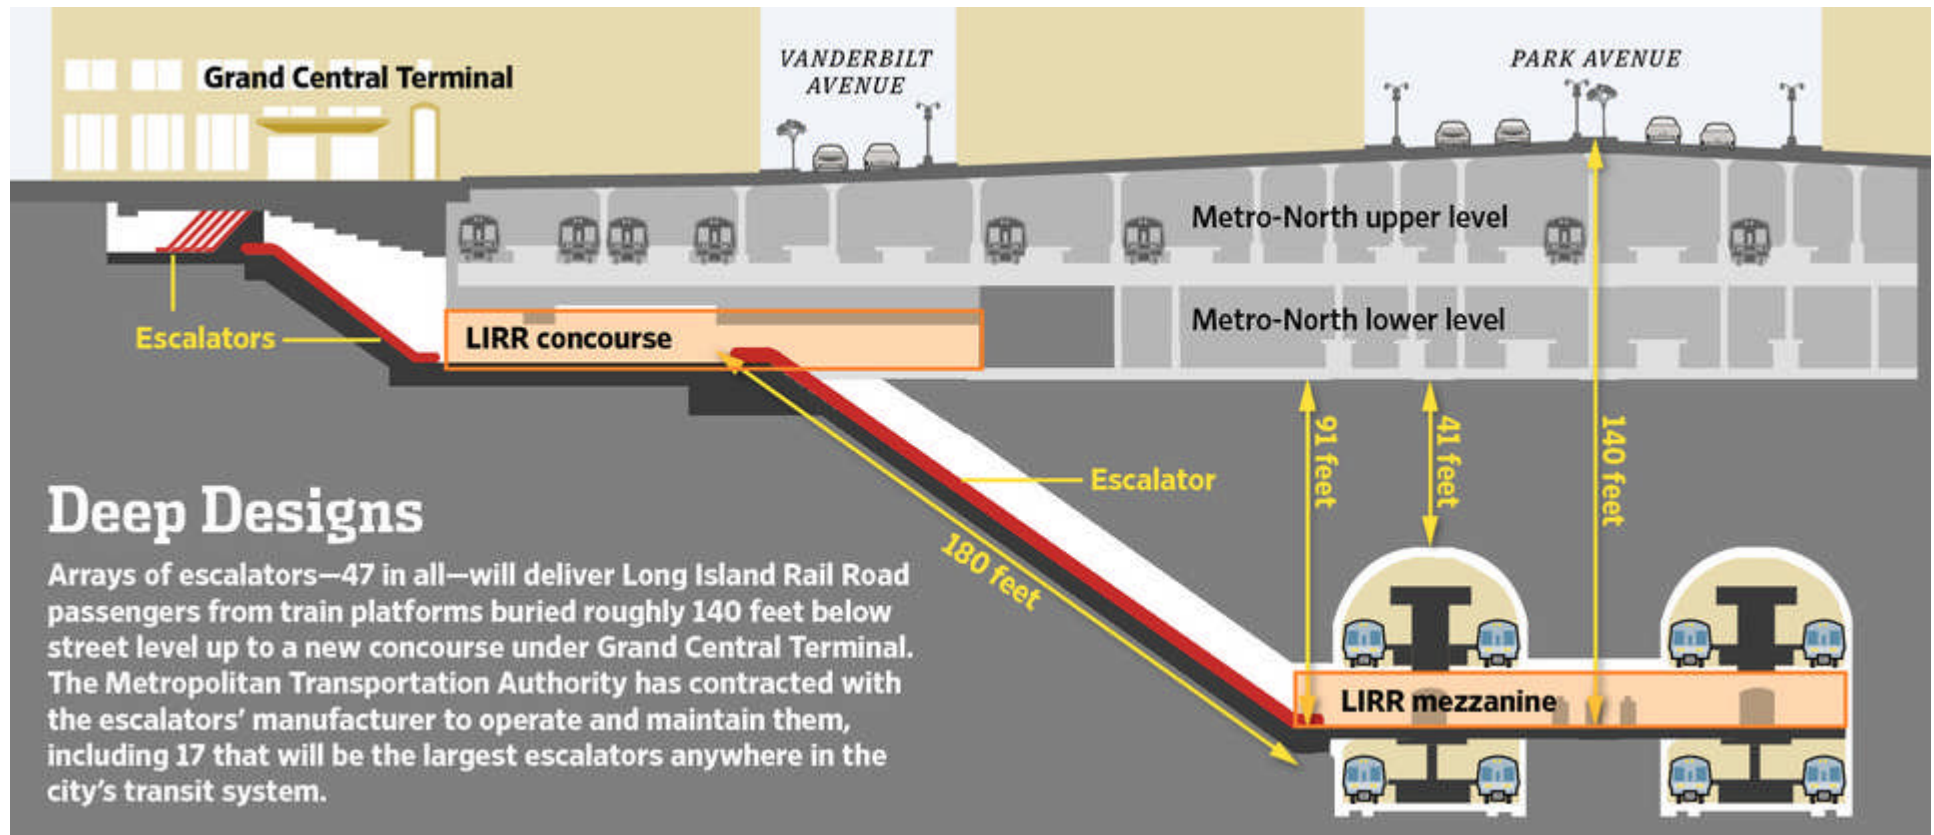 Grand Central Terminal
VANDERBILT
AVENUE
PARK AVENUE
Metro-North upper level
Escalators
LIRR concourse
Metro-North lower level
91 feet
41 feet
140 feet
Escalator
180 feet
LIRR mezzanine
Deep Designs
Arrays of escalators—47 in all—will deliver Long Island Rail Road
passengers from train platforms buried roughly 140 feet below
street level up to a new concourse under Grand Central Terminal.
The Metropolitan Transportation Authority has contracted with
the escalators’ manufacturer to operate and maintain them,
including 17 that will be the largest escalators anywhere in the
city’s transit system.